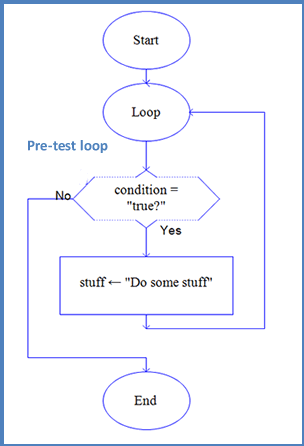 Start
Loop
Pre-test loop
condition =
"true?"
No
Yes
stuff ← "Do some stuff"
End